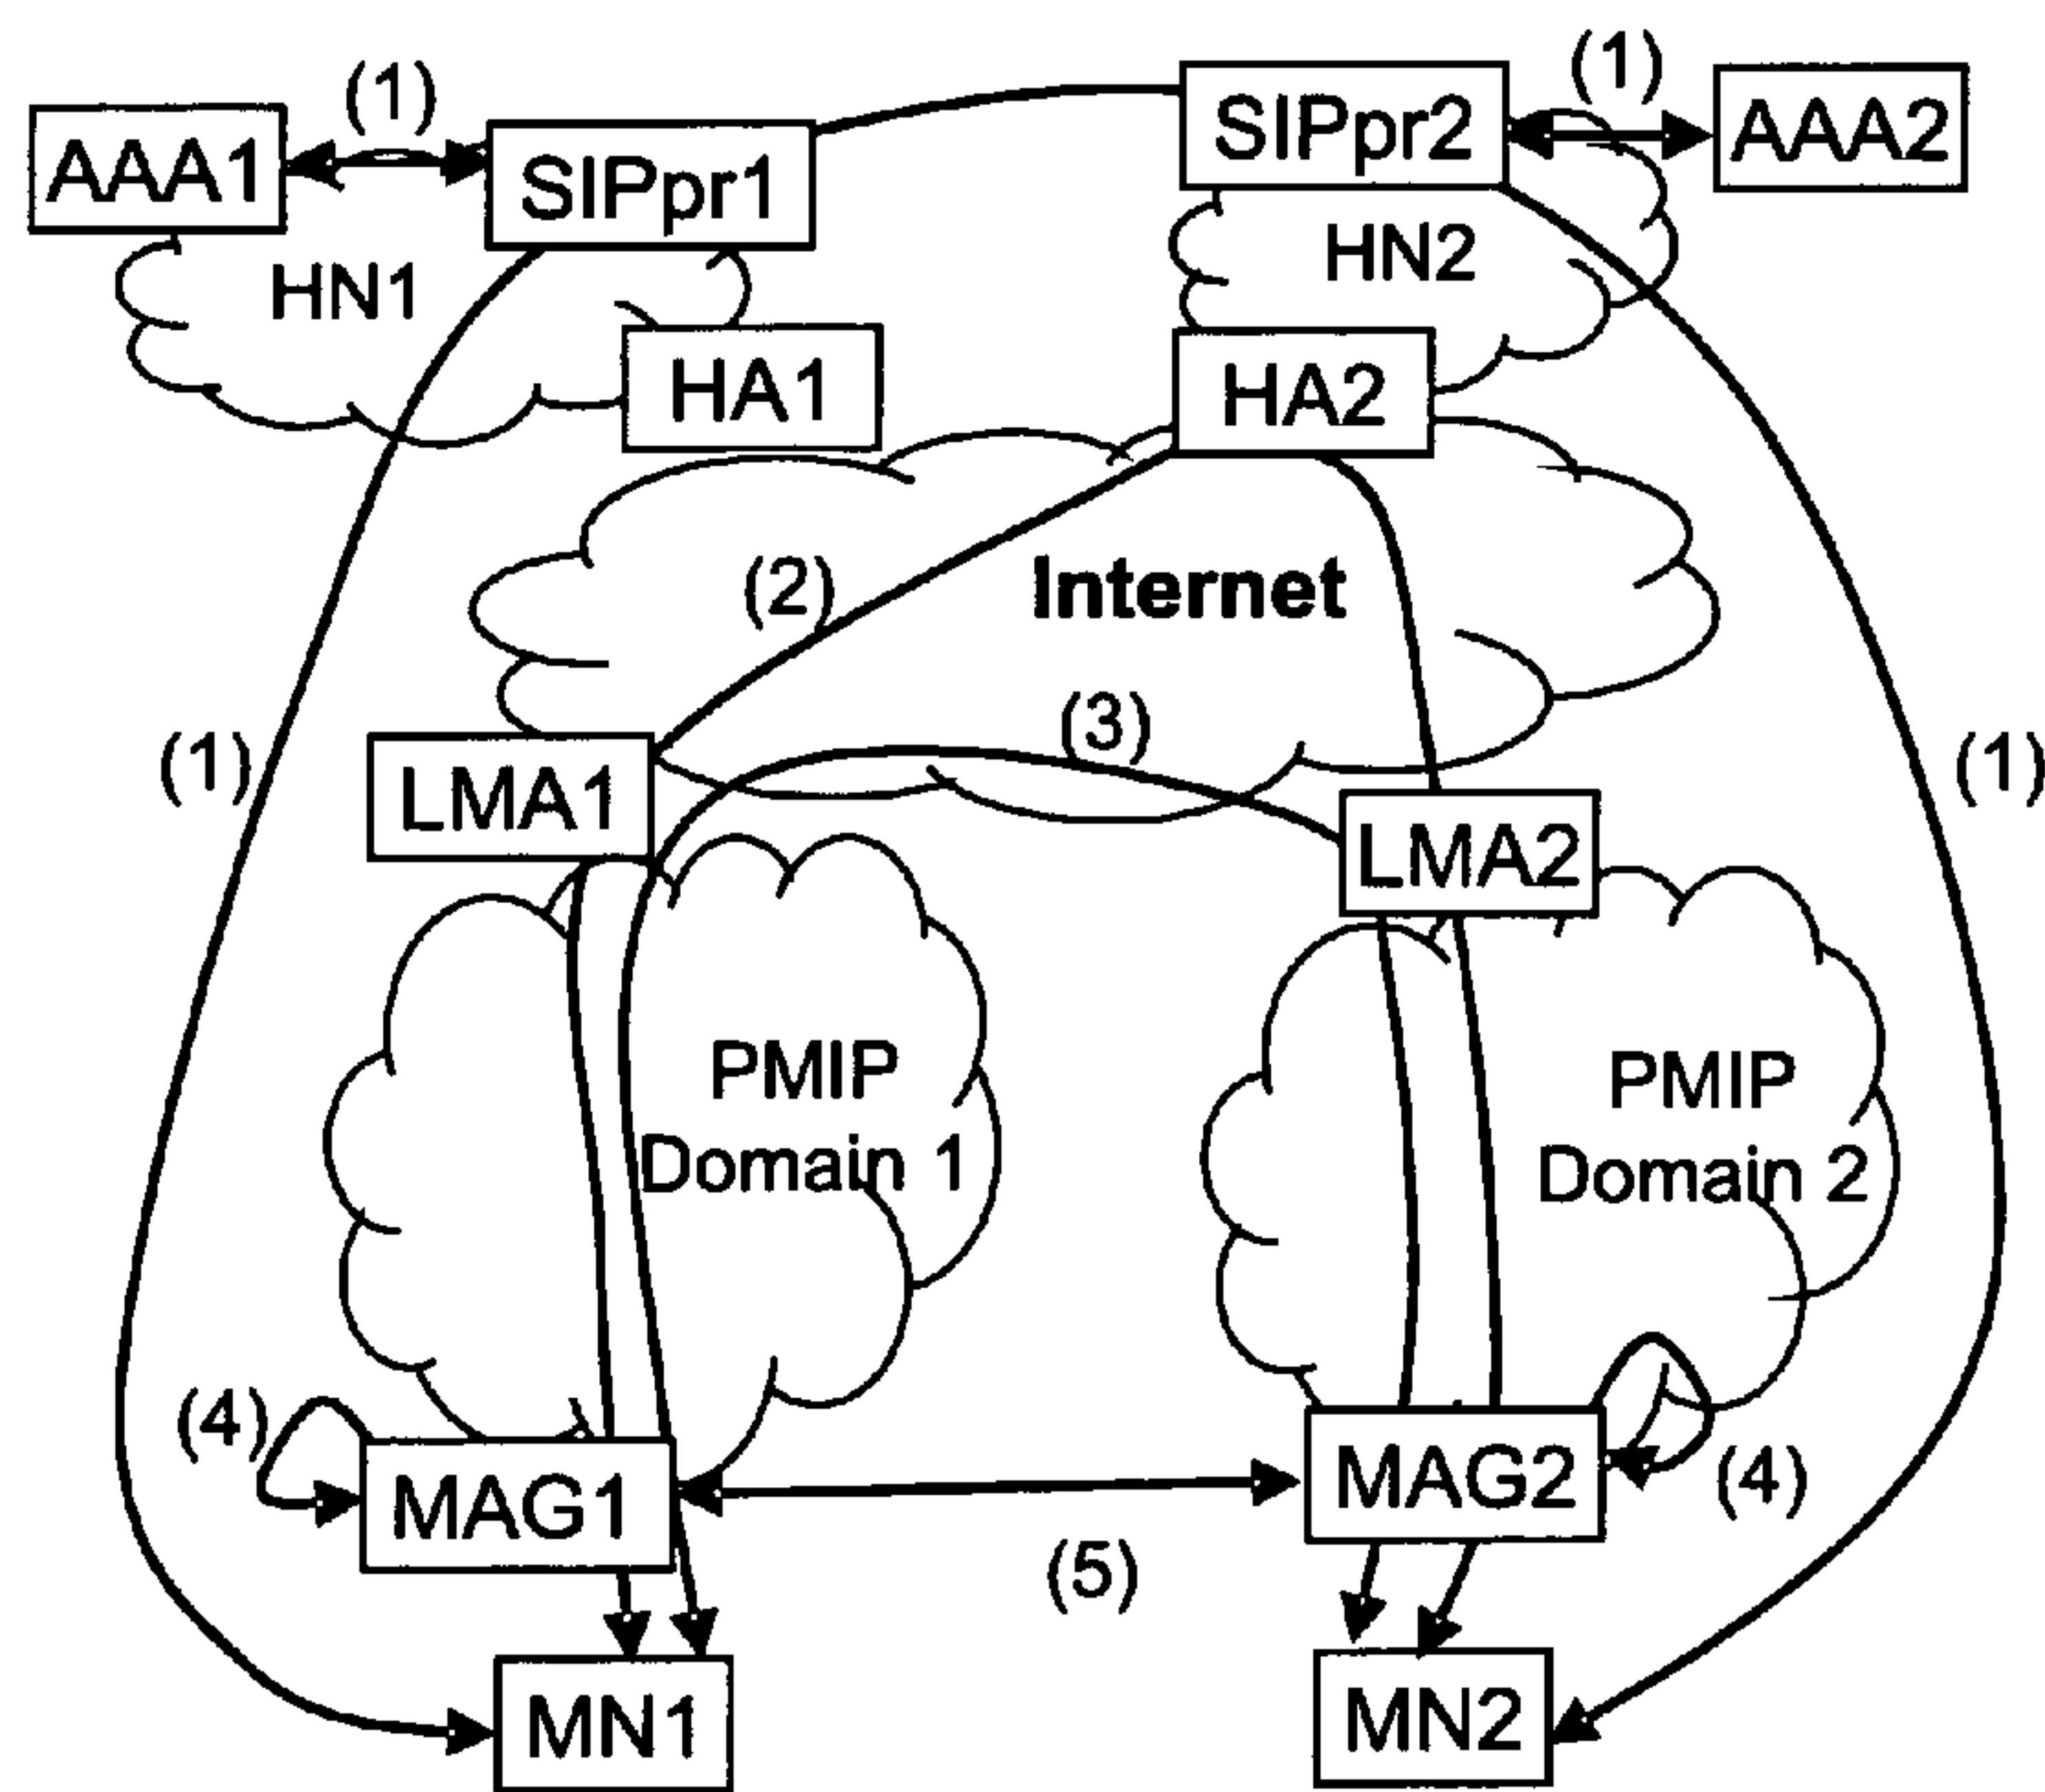 (1)
(1)
AAA1
SIPpr1
SIPpr2
AAA2
HN1
HN2
HA1
HA2
(2)
Internet
(3)
(1)
(1)
LMA1
LMA2
PMIP
Domain 1
PMIP
Domain 2
(4)
MAG1
MAG2
(4)
(5)
MN1
MN2